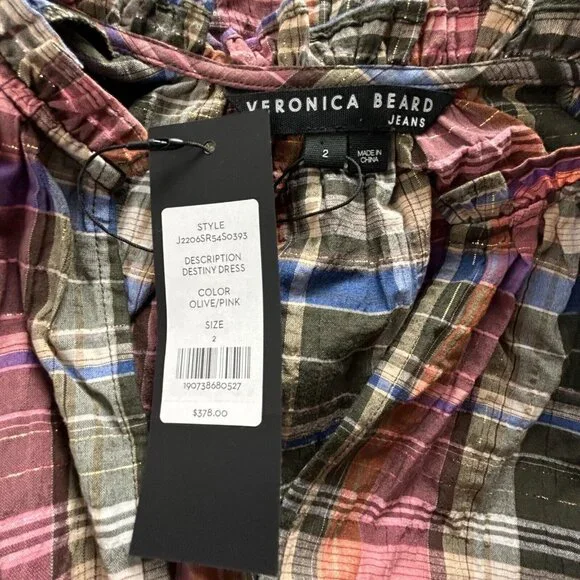 VERONICA BEARD
JEANS
2
MADE IN
CHINA
STYLE
J2206SR54S0393
DESCRIPTION
DESTINY DRESS
COLOR
OLIVE/PINK
SIZE
2
190738680527
$378.00